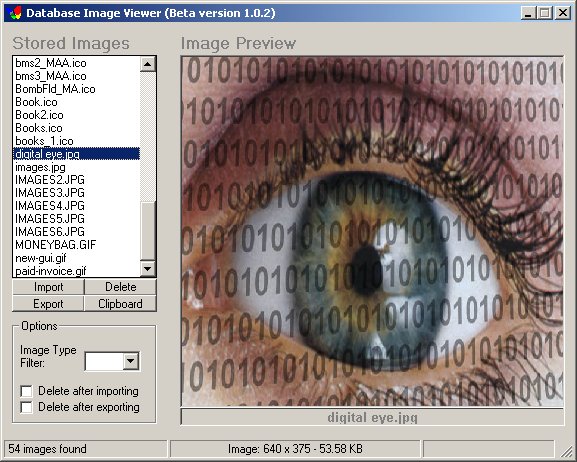 Database Image Viewer (Beta version 1.0.2)
Stored Images
Image Preview
bms2_MAA.ico
bms3_MAA.ico
BombFld_MA.ico
Book.ico
Book2.ico
Books.ico
books_1.ico
digital eye.jpg
images.jpg
IMAGES2.JPG
IMAGES3.JPG
IMAGES4.JPG
IMAGES5.JPG
IMAGES6.JPG
MONEYBAG.GIF
new-gui.gif
paid-invoice.gif
Import
Delete
Export
Clipboard
Options
Image Type
Filter:
Delete after importing
Delete after exporting
digital eye.jpg
54 images found
Image: 640 x 375 - 53.58 KB